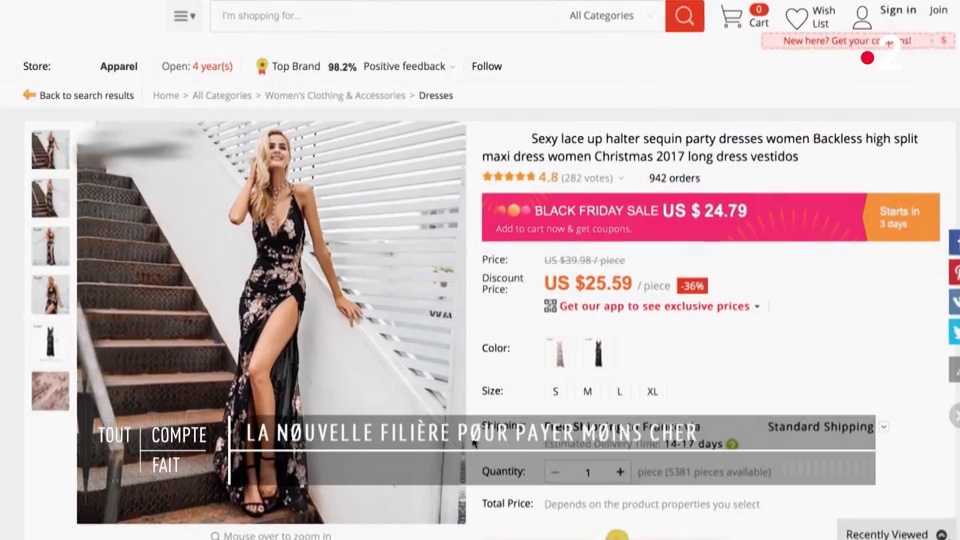 I'm shopping for...
All Categories
0
Cart
Wish
List
Sign in
Join
New here? Get your
2
Store:
Apparel
Open: 4 year(s)
Top Brand 98.2% Positive feedback
Follow
Back to search results
Home > All Categories > Women's Clothing & Accessories > Dresses
Sexy lace up halter sequin party dresses women Backless high split
maxi dress women Christmas 2017 long dress vestidos
4.8 (282 votes)
942 orders
BLACK FRIDAY SALE US $ 24.79
Add to cart now & get coupons.
Starts in
3 days
Price:
US $39.98 / piece
Discount
Price:
US $25.59 / piece
-36%
Get our app to see exclusive prices
Color:
Size:
S
M
L
XL
Shipping:
Standard Shipping
Estimated Delivery Time: 14-17 days
TOUT COMPTE
FAIT
LA NØUVELLE FILIÈRE PØUR PAYER MØINS CHER
Quantity:
1
piece (5381 pieces available)
Total Price:
Depends on the product properties you select
Mouse over to zoom in
Recently Viewed